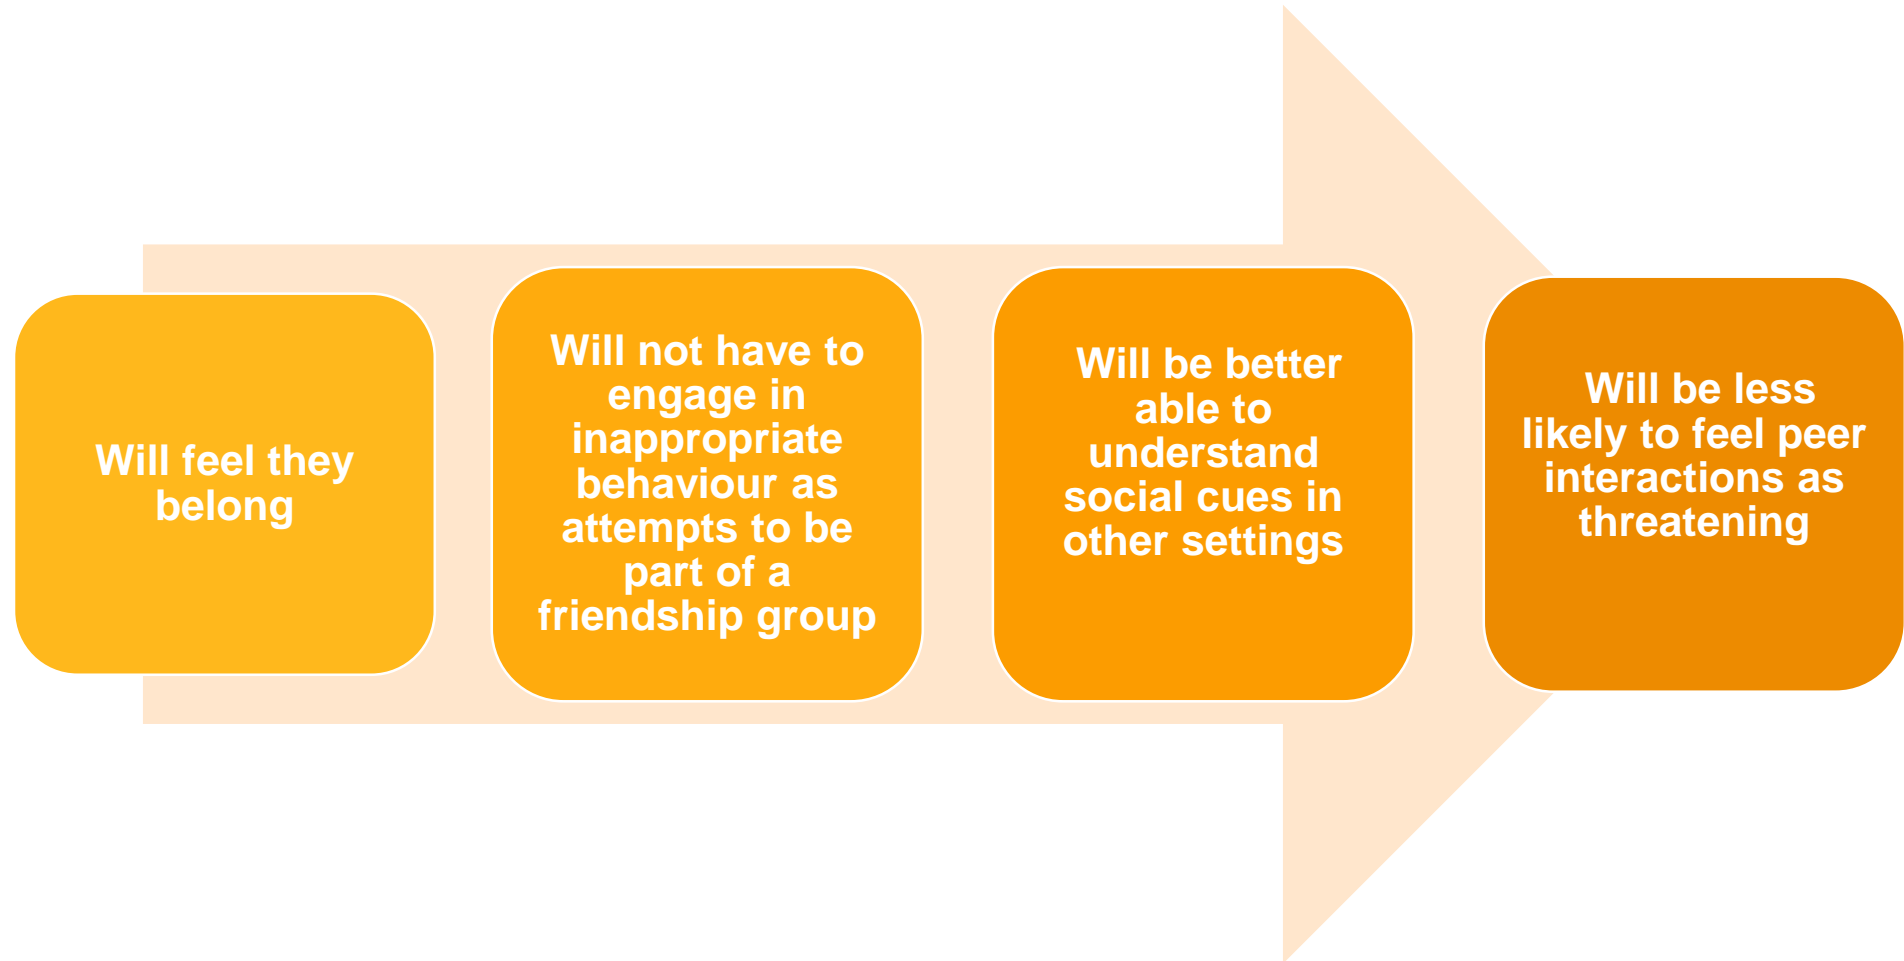 Will feel they
belong
Will not have to
engage in
inappropriate
behaviour as
attempts to be
part of a
friendship group
Will be better
able to
understand
social cues in
other settings
Will be less
likely to feel peer
interactions as
threatening